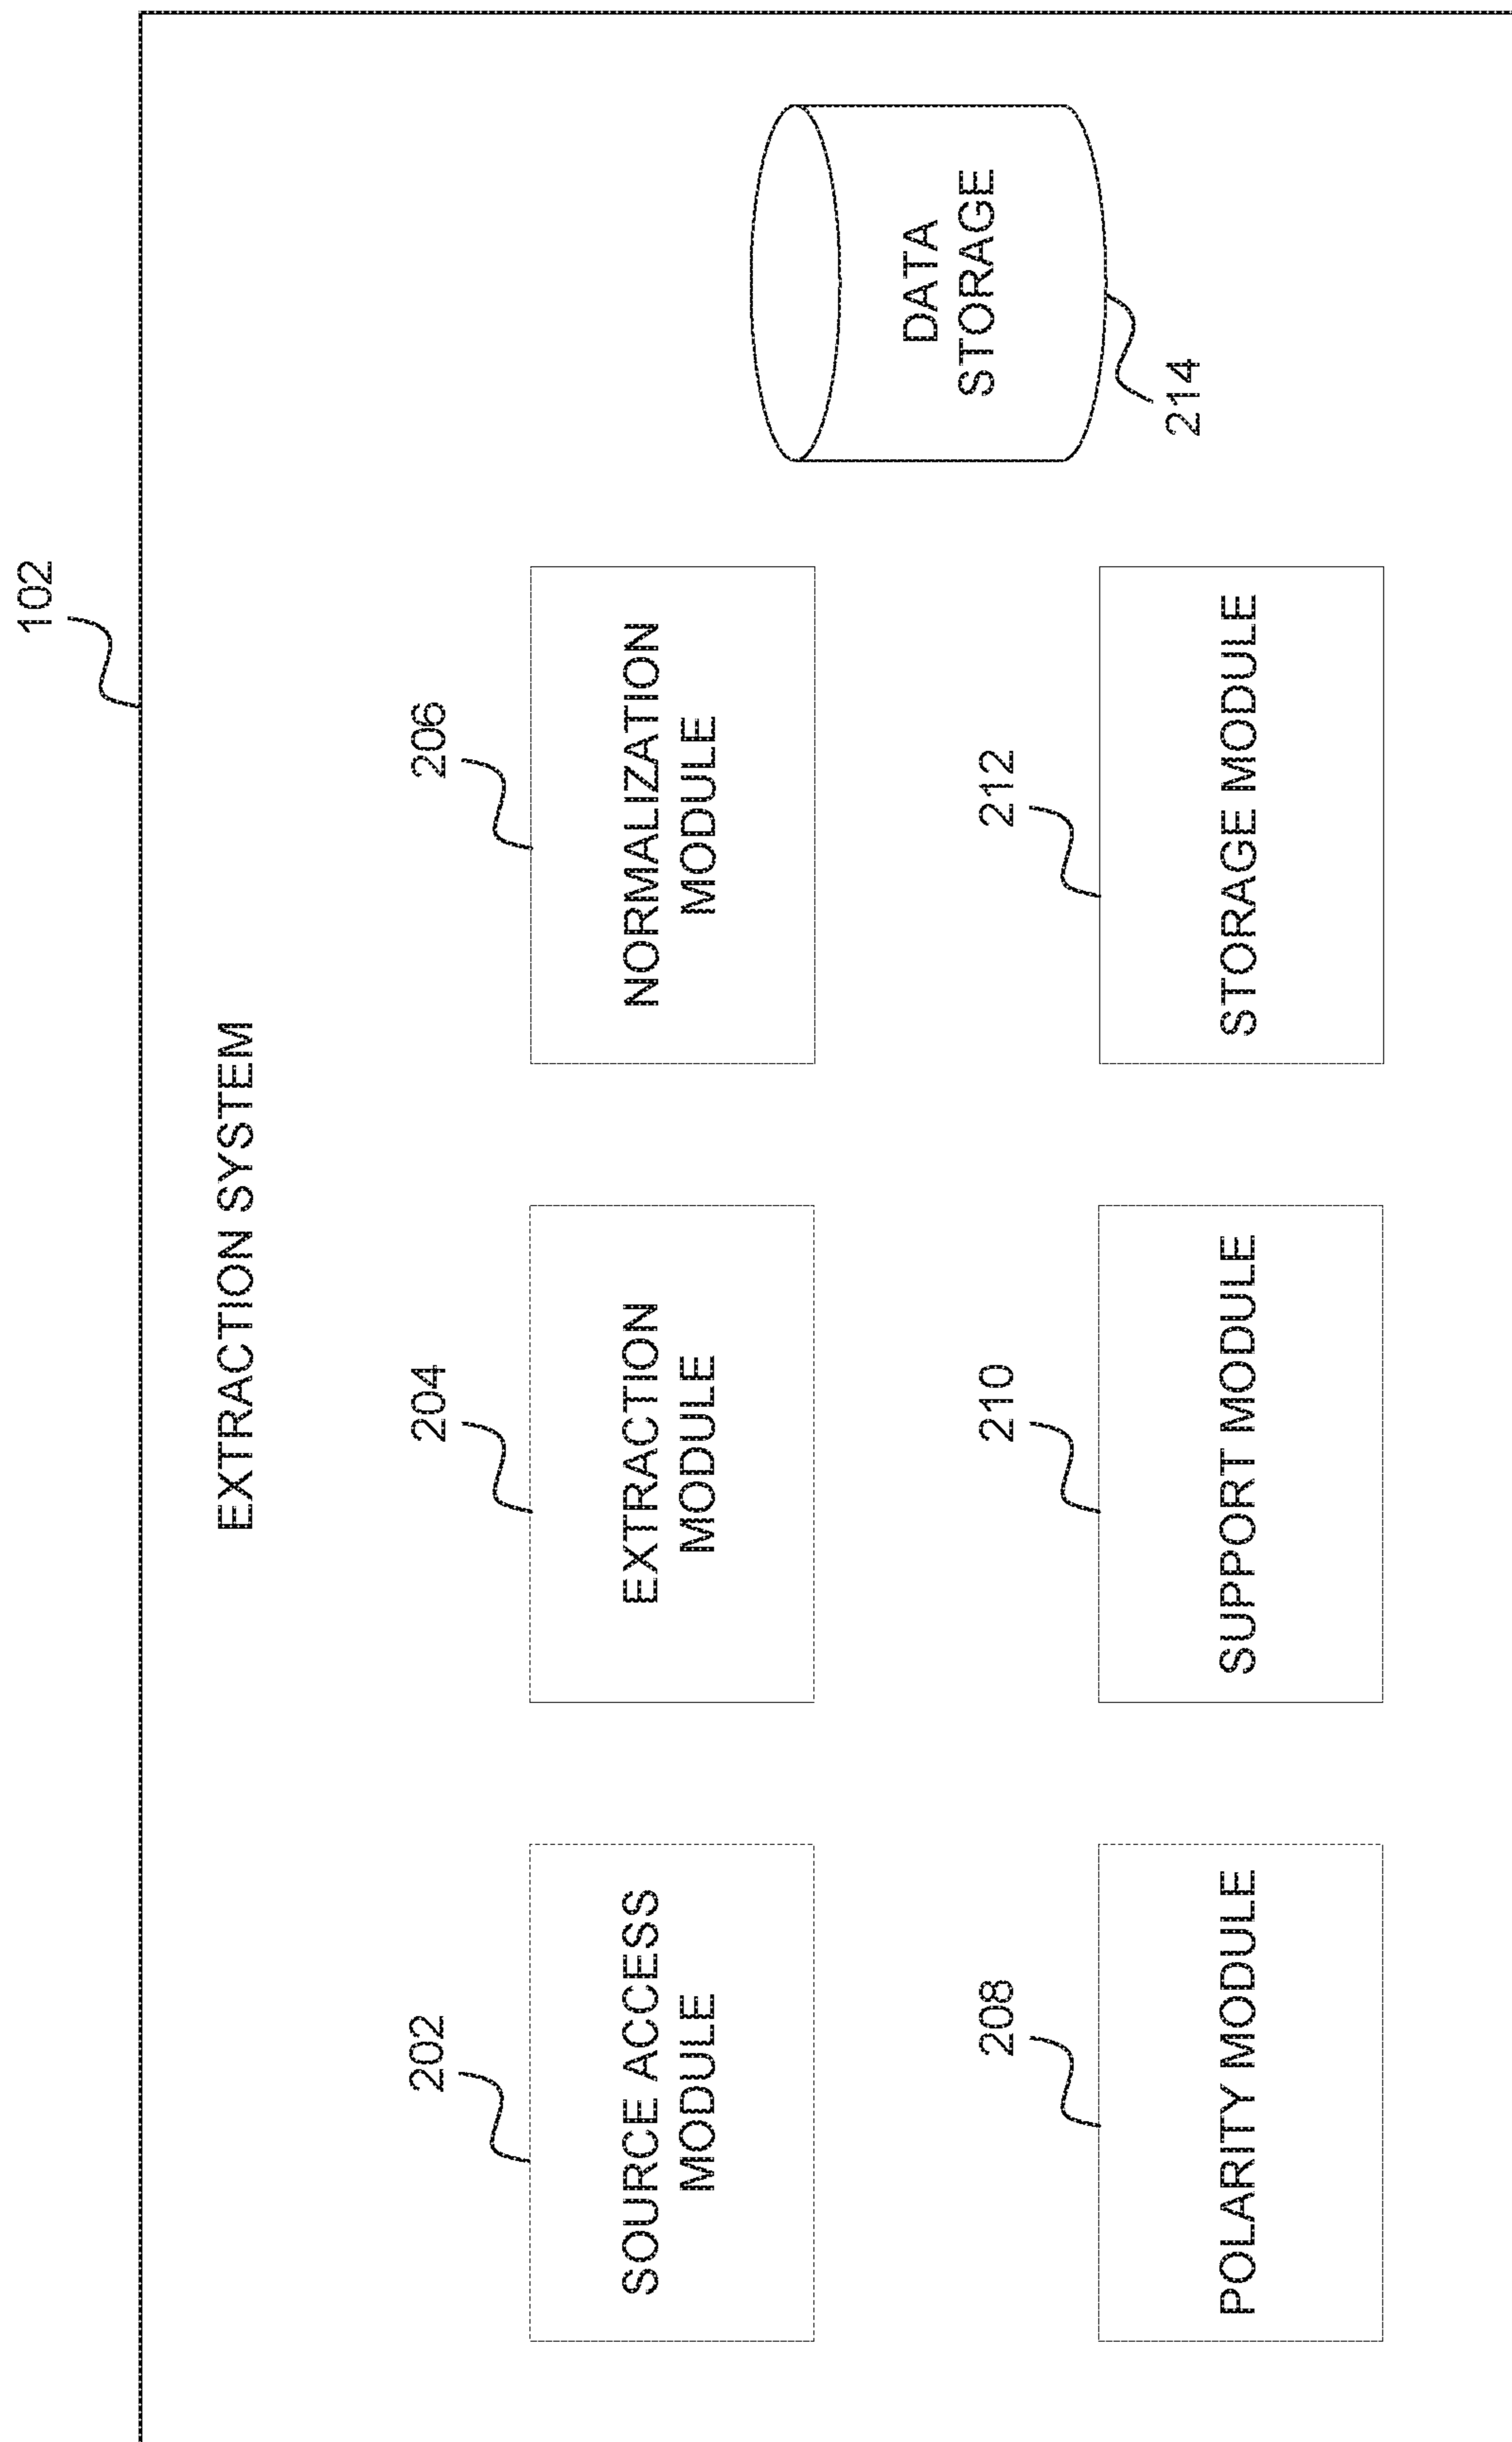 102
EXTRACTION SYSTEM
202
SOURCE ACCESS
MODULE
204
EXTRACTION
MODULE
206
NORMALIZATION
MODULE
DATA
STORAGE
214
208
POLARITY MODULE
210
SUPPORT MODULE
212
STORAGE MODULE